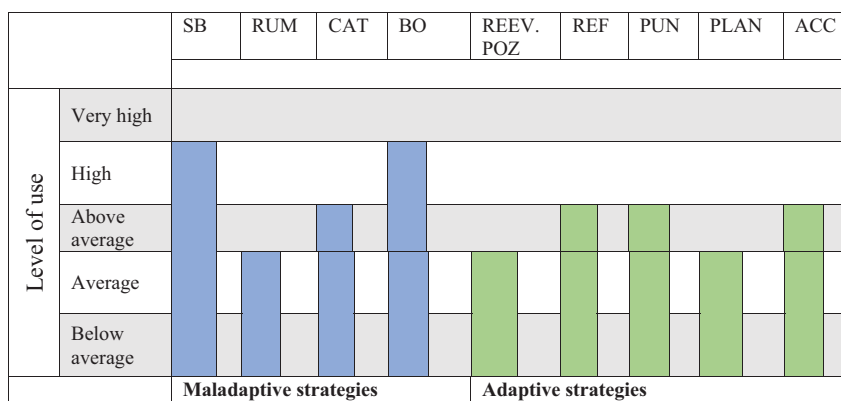 SB RUM CAT BO REEV. REF PUN PLAN ACC
POZ
Level of use
Very high
High
Above
average
Average
Below
average
Maladaptive strategies Adaptive strategies